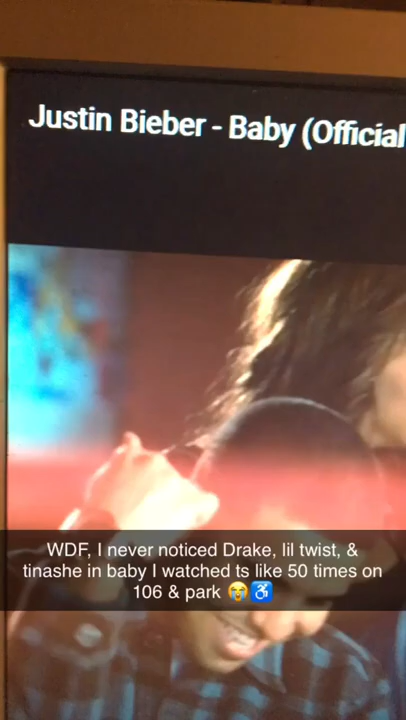 Justin Bieber - Baby (Official
WDF, I never noticed Drake, lil twist, &
tinashe in baby I watched ts like 50 times on
106 & park 😭♿